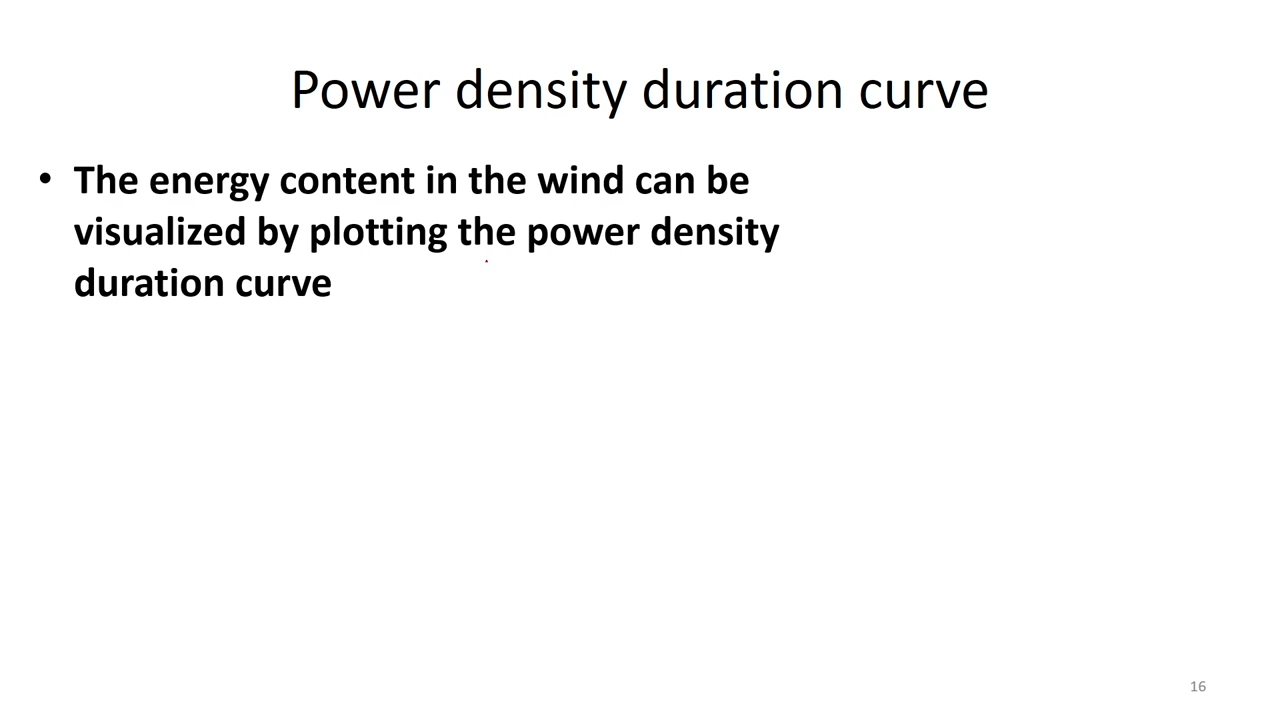 Power density duration curve
• The energy content in the wind can be
visualized by plotting the power density
duration curve
16